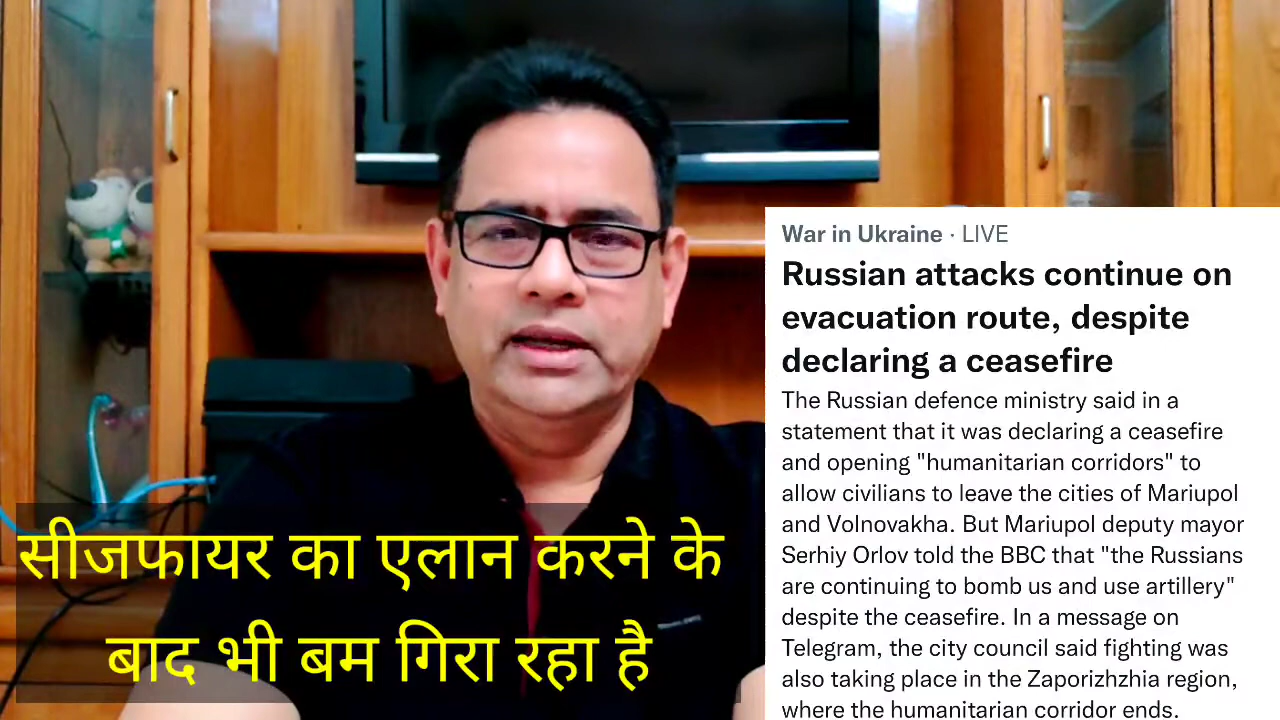 सीजफायर का एलान करने के
बाद भी बम गिरा रहा है
War in Ukraine · LIVE
Russian attacks continue on
evacuation route, despite
declaring a ceasefire
The Russian defence ministry said in a
statement that it was declaring a ceasefire
and opening "humanitarian corridors" to
allow civilians to leave the cities of Mariupol
and Volnovakha. But Mariupol deputy mayor
Serhiy Orlov told the BBC that "the Russians
are continuing to bomb us and use artillery"
despite the ceasefire. In a message on
Telegram, the city council said fighting was
also taking place in the Zaporizhzhia region,
where the humanitarian corridor ends.